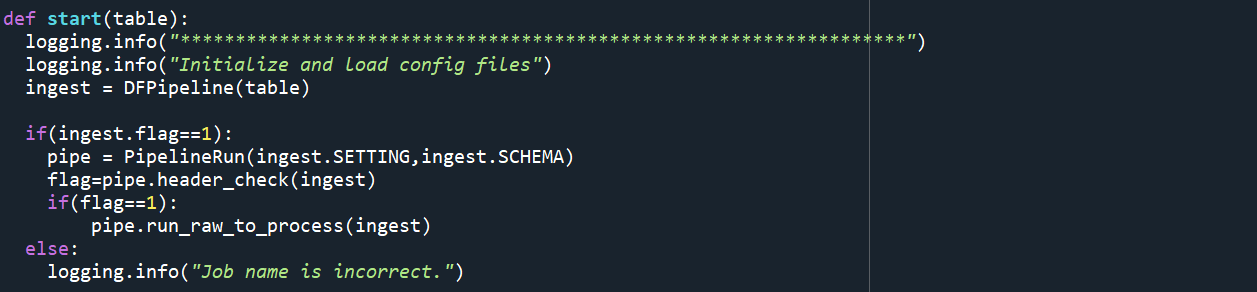 def start(table):
  logging.info("******************************************************************")
  logging.info("Initialize and load config files")
  ingest = DFPipeline(table)

  if(ingest.flag==1):
    pipe = PipelineRun(ingest.SETTING,ingest.SCHEMA)
    flag=pipe.header_check(ingest)
    if(flag==1):
        pipe.run_raw_to_process(ingest)
  else:
    logging.info("Job name is incorrect.")